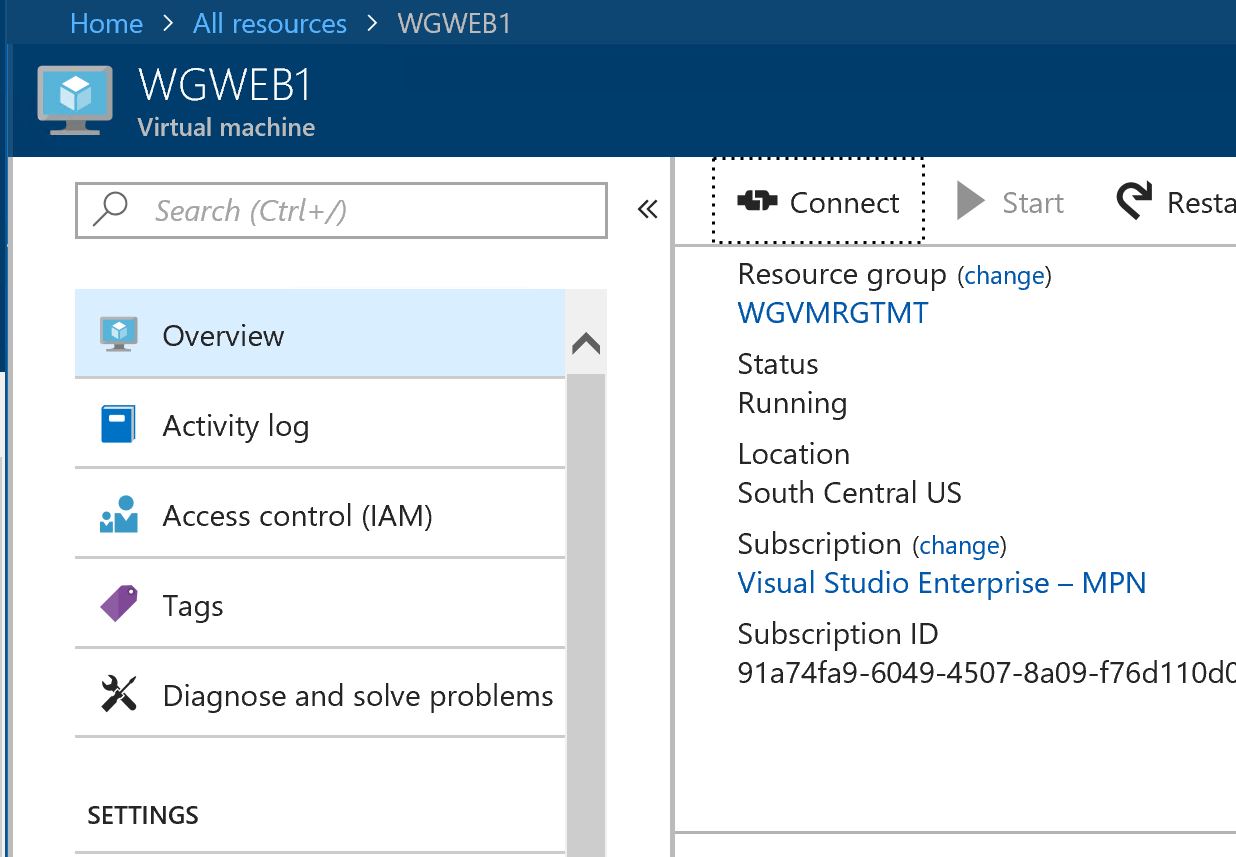 Home > All resources > WGWEB1
WGWEB1
Virtual machine
Search (Ctrl+/)
«
Overview
Activity log
Access control (IAM)
Tags
Diagnose and solve problems
SETTINGS
Connect Start Resta
Resource group (change)
WGVMRGTMT
Status
Running
Location
South Central US
Subscription (change)
Visual Studio Enterprise – MPN
Subscription ID
91a74fa9-6049-4507-8a09-f76d110d0